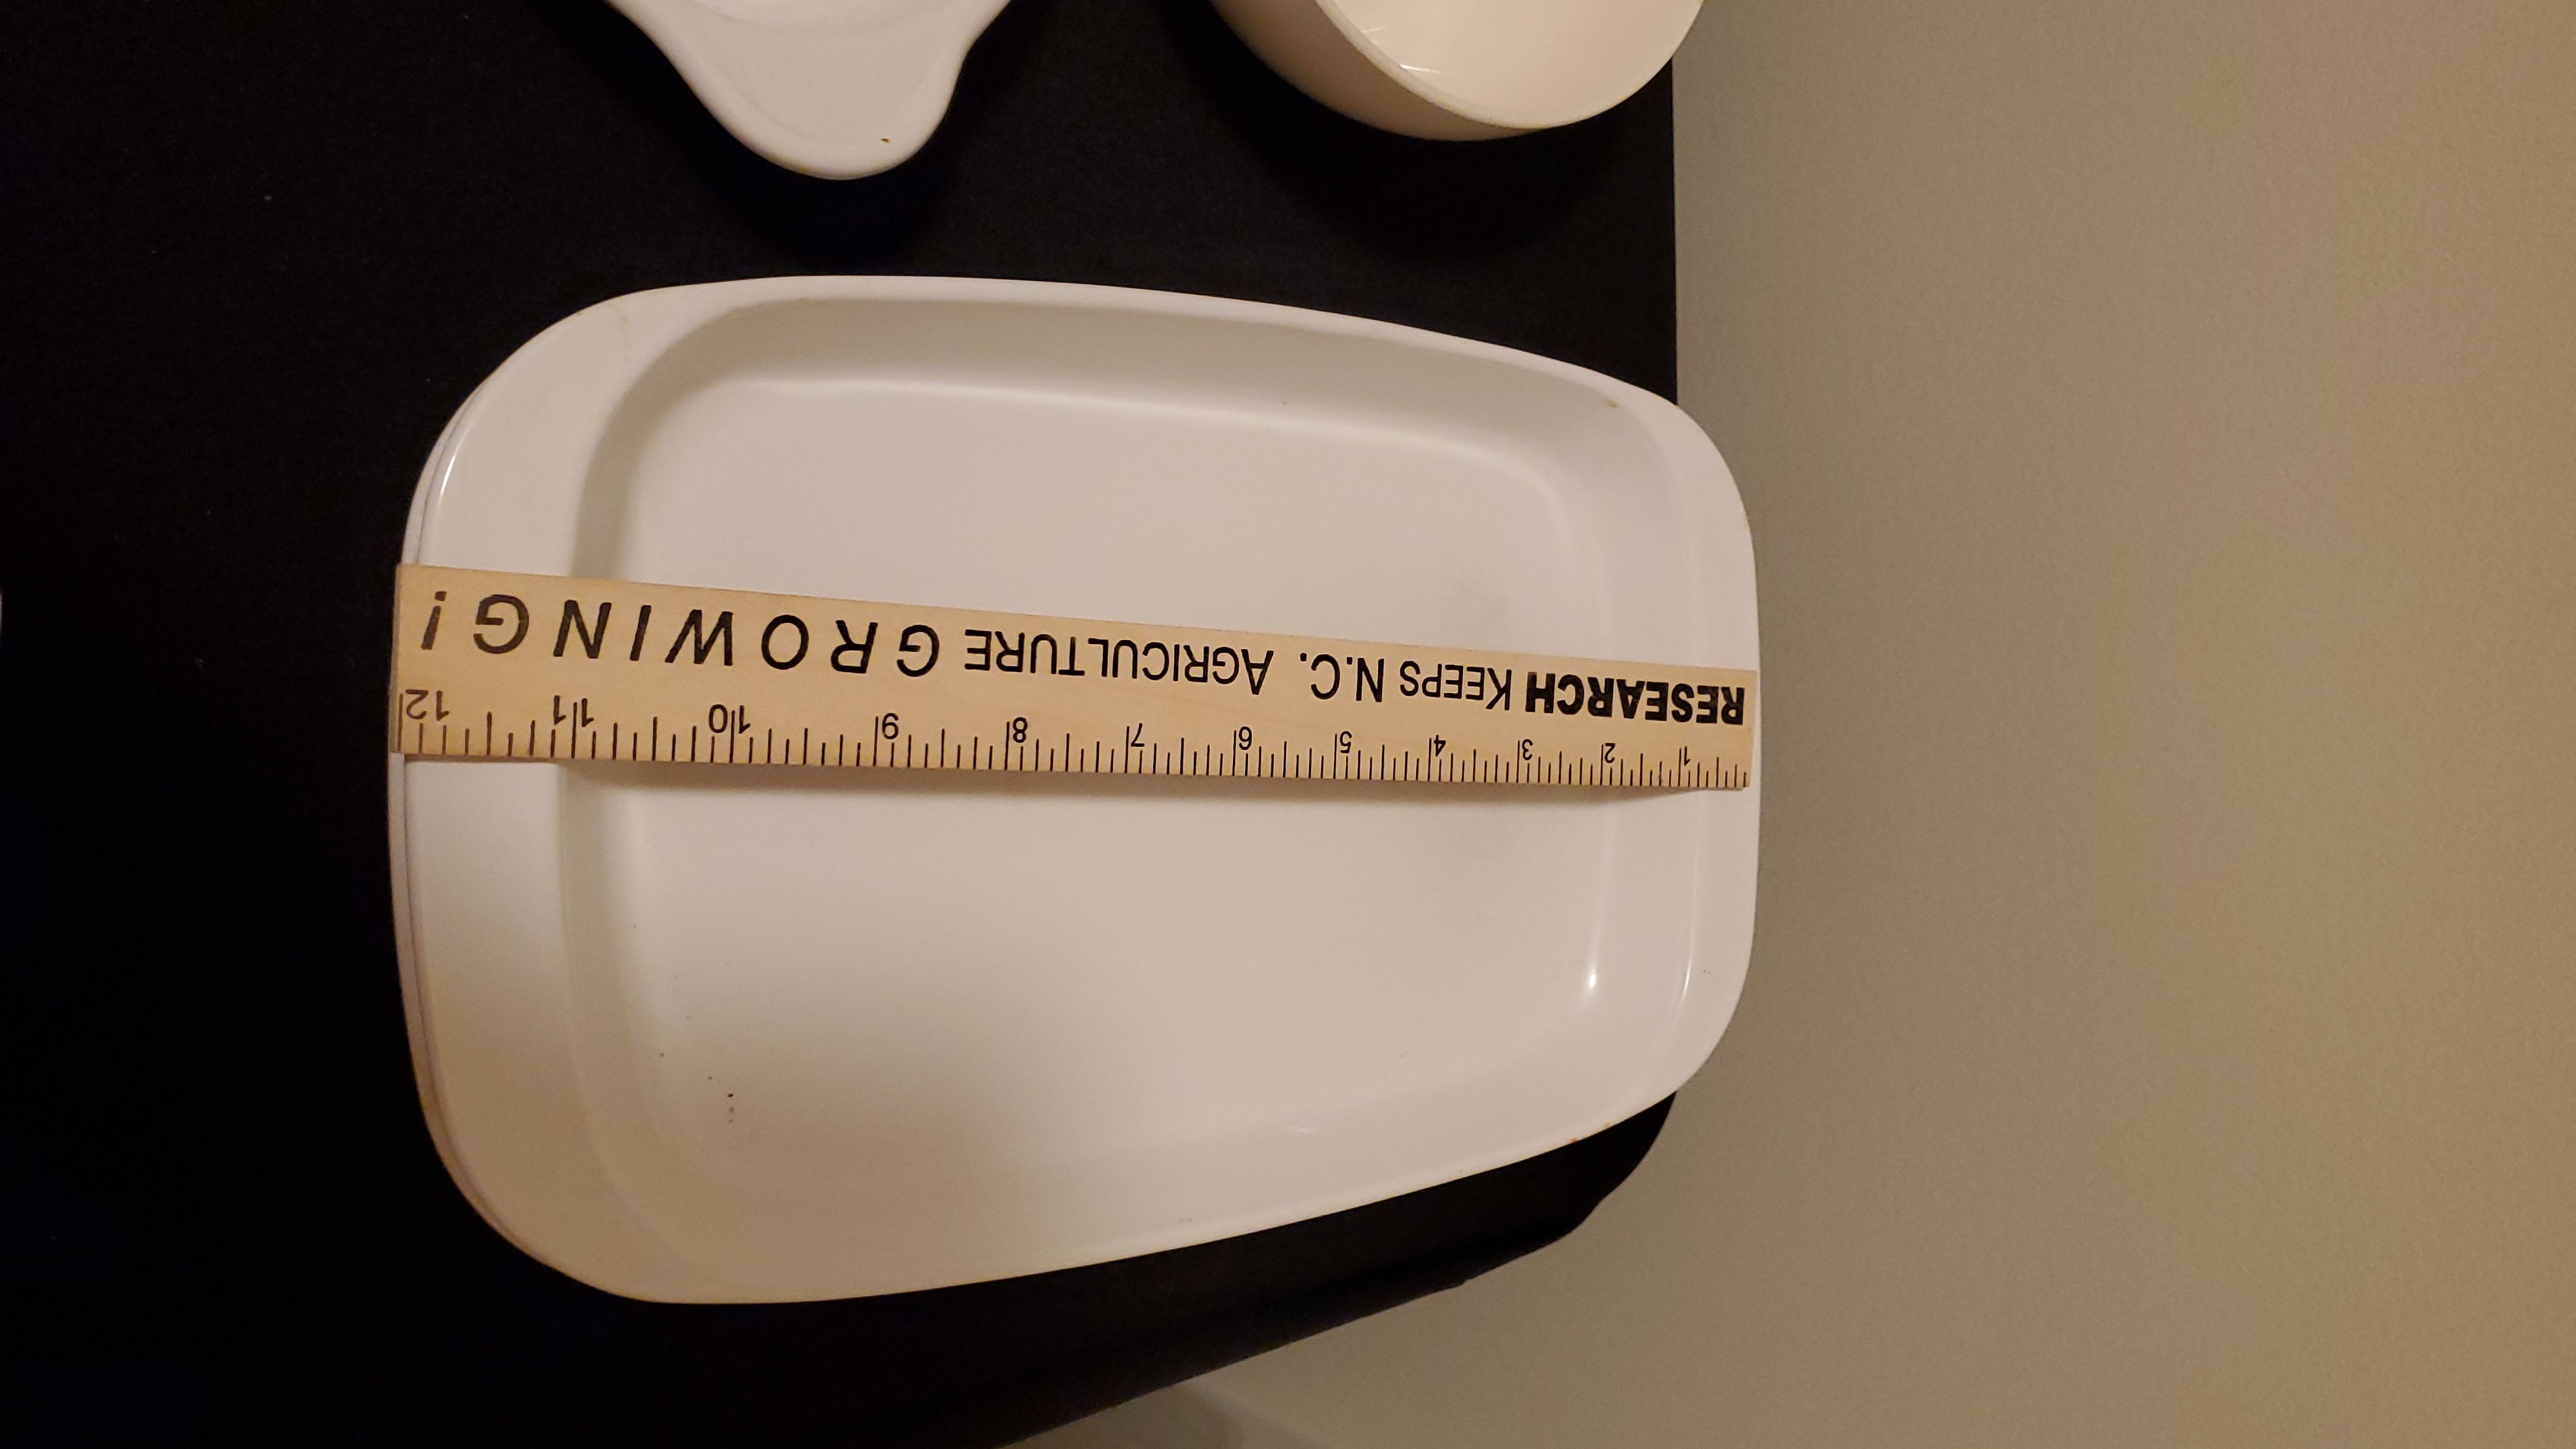 RESEARCH KEEPS N.C. AGRICULTURE GROWING!
1 2 3 4 5 6 7 8 9 10 11 12